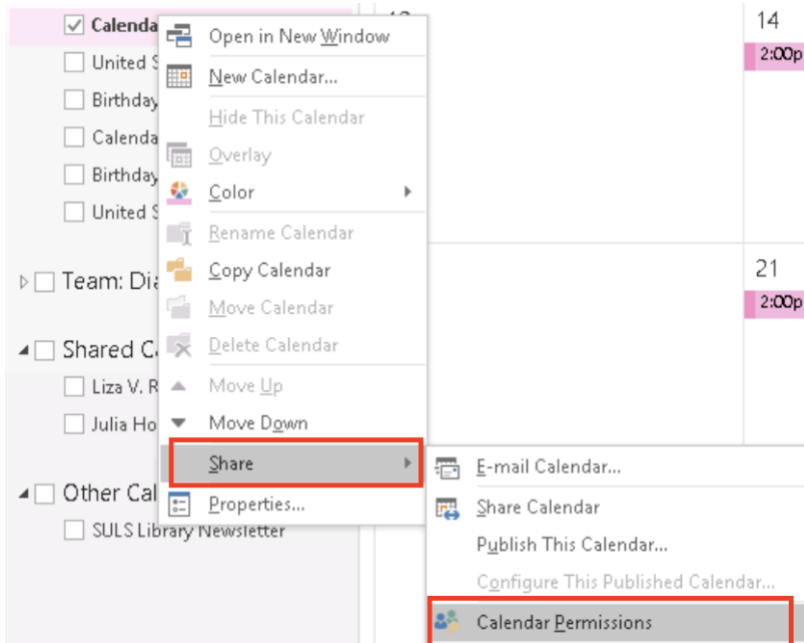 Calenda
United S
Birthday
Calenda
Birthday
United S
Team: Dia
Shared C
Liza V. R
Julia Ho
Other Cal
SULS Library Newsletter
Open in New Window
New Calendar...
Hide This Calendar
Overlay
Color
Rename Calendar
Copy Calendar
Move Calendar
Delete Calendar
Move Up
Move Down
Share
Properties...
E-mail Calendar...
Share Calendar
Publish This Calendar...
Configure This Published Calendar...
Calendar Permissions
14
2:00p
21
2:00p